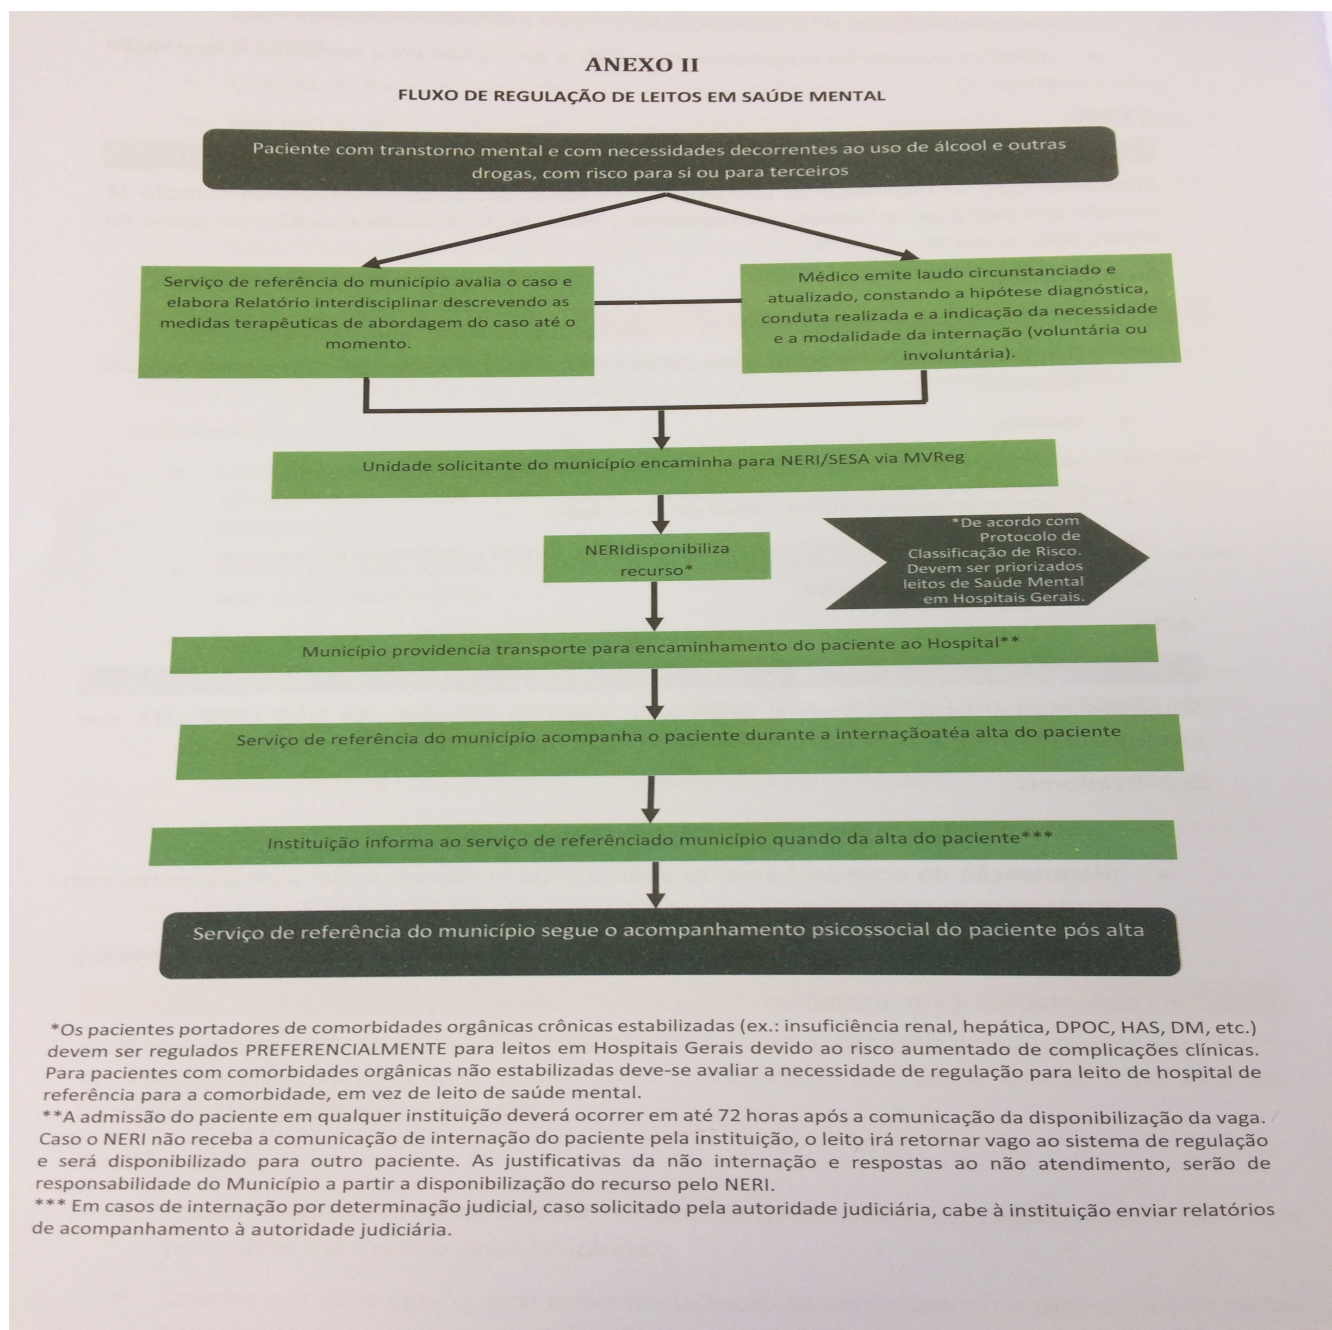 ANEXO II
FLUXO DE REGULAÇÃO DE LEITOS EM SAÚDE MENTAL
Paciente com transtorno mental e com necessidades decorrentes ao uso de álcool e outras
drogas, com risco para si ou para terceiros
Serviço de referência do município avalia o caso e
elabora Relatório interdisciplinar descrevendo as
medidas terapêuticas de abordagem do caso até o
momento.
Médico emite laudo circunstanciado e
atualizado, constando a hipótese diagnóstica,
conduta realizada e a indicação da necessidade
e a modalidade da internação (voluntária ou
involuntária).
Unidade solicitante do município encaminha para NERI/SESA via MVReg
NERIdisponibiliza
recurso*
*De acordo com
Protocolo de
Classificação de Risco.
Devem ser priorizados
leitos de Saúde Mental
em Hospitais Gerais.
Município providencia transporte para encaminhamento do paciente ao Hospital**
Serviço de referência do município acompanha o paciente durante a internaçãoatéa alta do paciente
Instituição informa ao serviço de referênciado município quando da alta do paciente***
Serviço de referência do município segue o acompanhamento psicossocial do paciente pós alta
*Os pacientes portadores de comorbidades orgânicas crônicas estabilizadas (ex.: insuficiência renal, hepática, DPOC, HAS, DM, etc.)
devem ser regulados PREFERENCIALMENTE para leitos em Hospitais Gerais devido ao risco aumentado de complicações clínicas.
Para pacientes com comorbidades orgânicas não estabilizadas deve-se avaliar a necessidade de regulação para leito de hospital de
referência para a comorbidade, em vez de leito de saúde mental.
**A admissão do paciente em qualquer instituição deverá ocorrer em até 72 horas após a comunicação da disponibilização da vaga.
Caso o NERI não receba a comunicação de internação do paciente pela instituição, o leito irá retornar vago ao sistema de regulação
e será disponibilizado para outro paciente. As justificativas da não internação e respostas ao não atendimento, serão de
responsabilidade do Município a partir a disponibilização do recurso pelo NERI.
*** Em casos de internação por determinação judicial, caso solicitado pela autoridade judiciária, cabe à instituição enviar relatórios
de acompanhamento à autoridade judiciária.